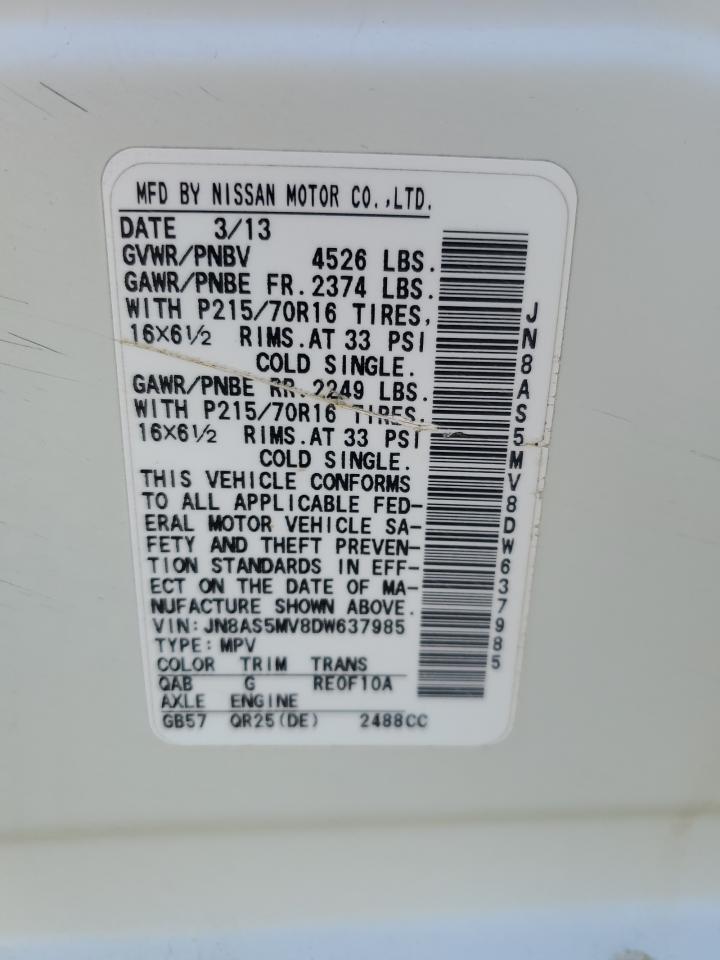 MFD BY NISSAN MOTOR CO.,LTD.
DATE 3/13
GVWR/PNBV 4526 LBS.
GAWR/PNBE FR.2374 LBS.
WITH P215/70R16 TIRES,
16X6½ RIMS.AT 33 PSI
COLD SINGLE.
GAWR/PNBE RR.2249 LBS.
WITH P215/70R16 TIRES.
16X6½ RIMS.AT 33 PSI
COLD SINGLE.
THIS VEHICLE CONFORMS
TO ALL APPLICABLE FED-
ERAL MOTOR VEHICLE SA-
FETY AND THEFT PREVEN-
TION STANDARDS IN EFF-
ECT ON THE DATE OF MA-
NUFACTURE SHOWN ABOVE.
VIN:JN8AS5MV8DW637985
TYPE:MPV
COLOR TRIM TRANS
QAB G RE0F10A
AXLE ENGINE
GB57 QR25(DE) 2488CC
JN8AS5MV8DW637985